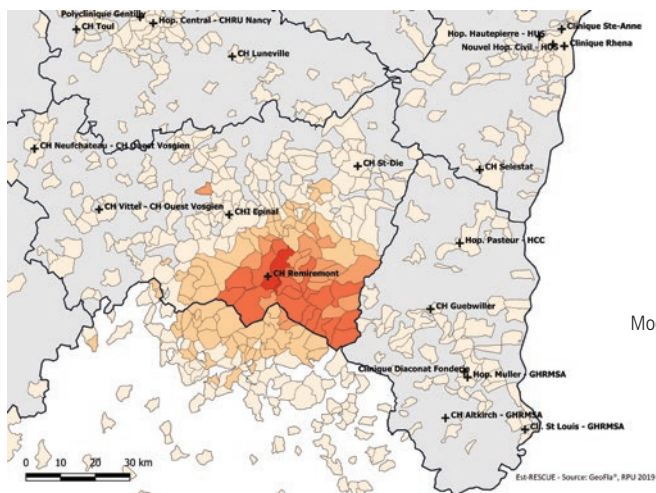 Polyclinique Gentilly
CH Toul
Hop. Central - CHRU Nancy
CH Luneville
Clinique Ste-Anne
Hop. Hautepierre - HUS
Nouvel Hop. Civil - HUS
Clinique Rhena
CH Neufchateau - CH Ouest Vosgien
CH St-Die
CH Selestat
CH Vittel - CH Ouest Vosgien
CHI Epinal
Hop. Pasteur - HCC
CH Remiremont
CH Guebwiller
Mo
Clinique Diaconat Fonderie
Hop. Muller - GHRMSA
CH Altkirch - GHRMSA
Cli. St Louis - GHRMSA
0 10 20 30 km
Est-RESCUE - Source: GeoFla®, RPU 2019